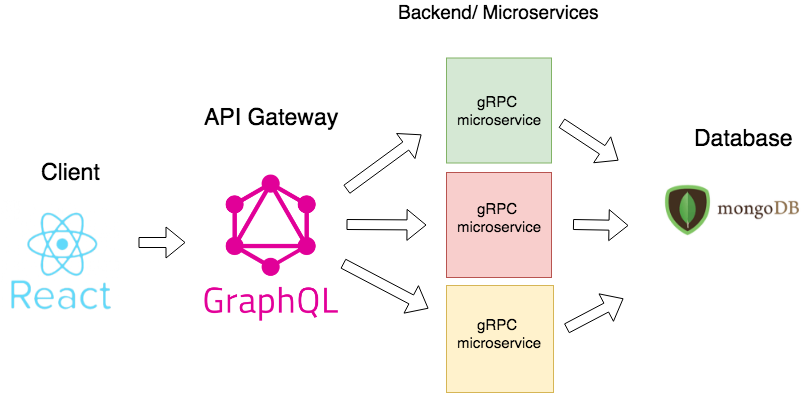 Backend/ Microservices
API Gateway
Client
React
GraphQL
gRPC
microservice
gRPC
microservice
gRPC
microservice
Database
mongoDB